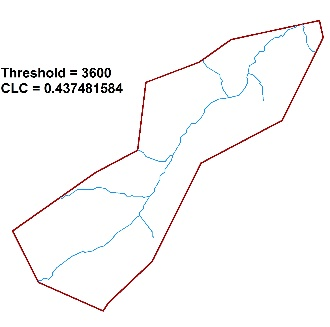 Threshold = 3600
CLC = 0.437481584